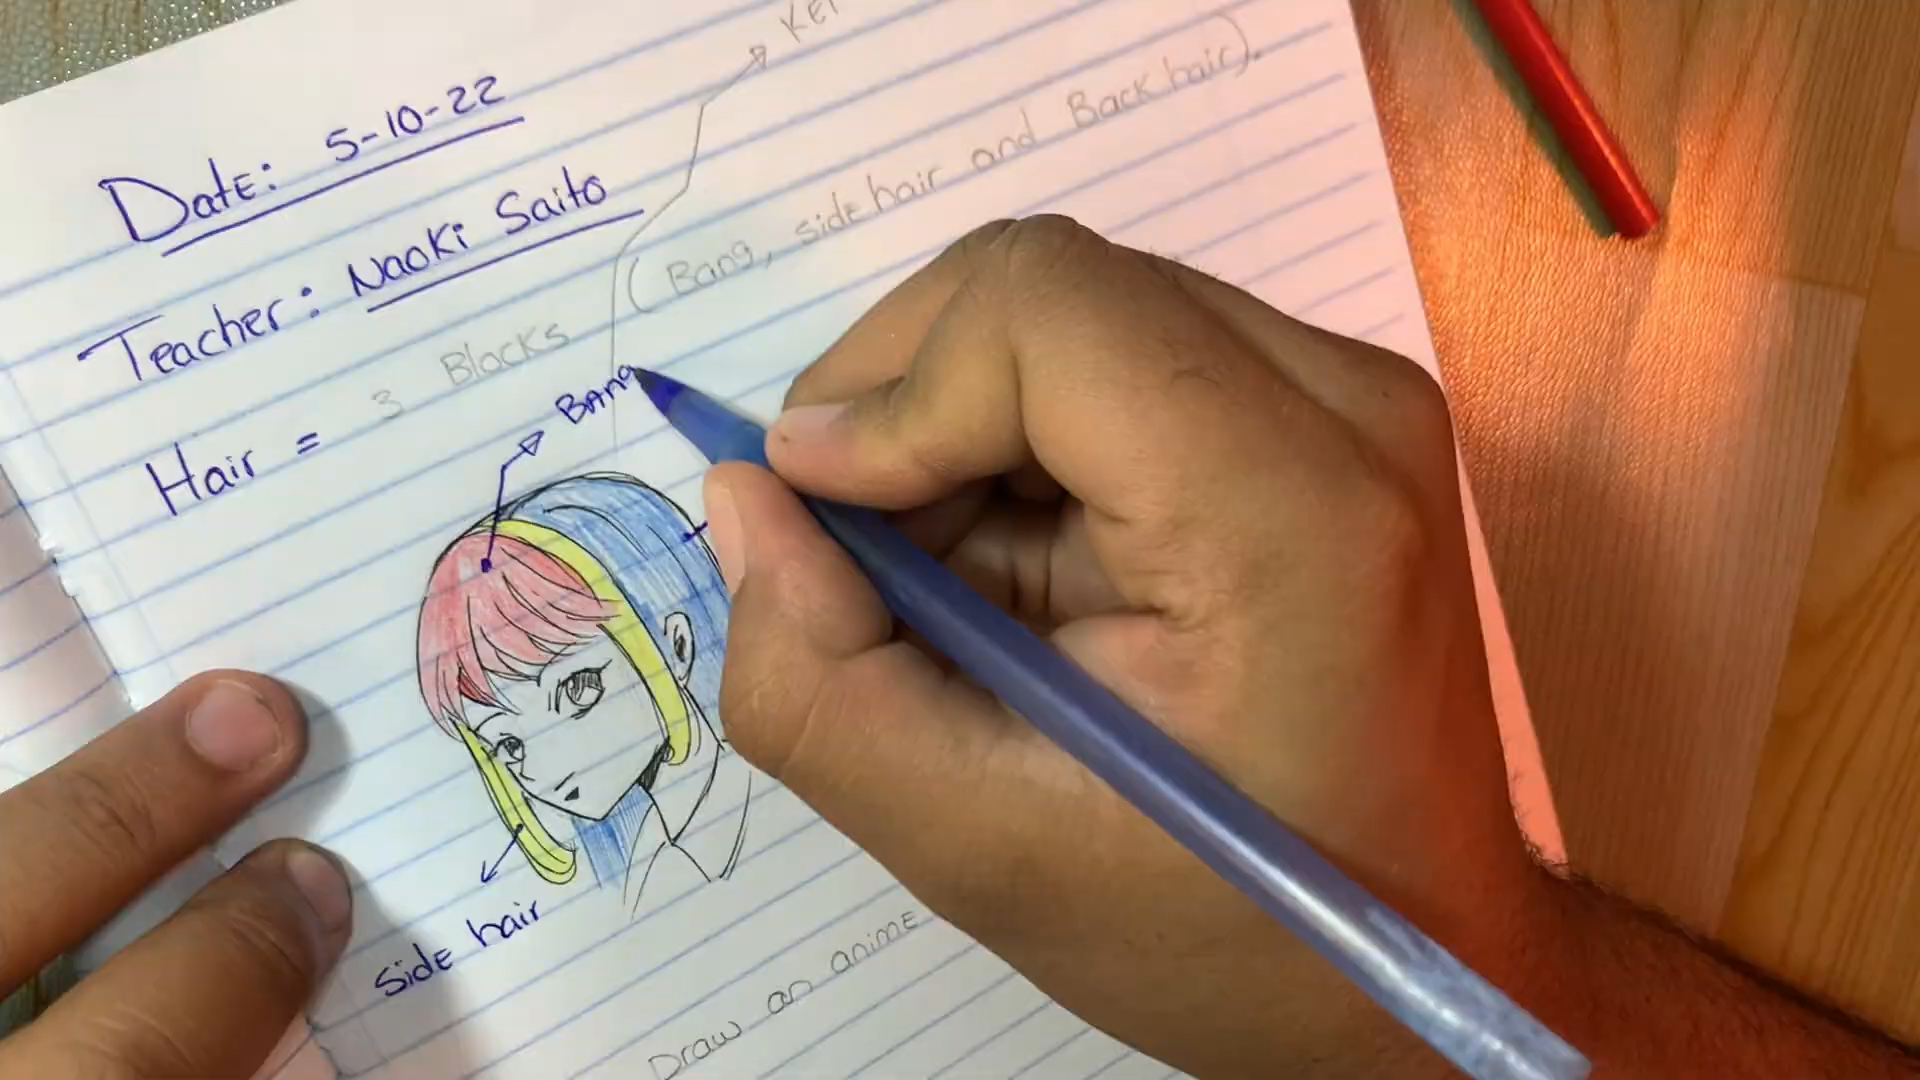 Date: 5-10-22
Teacher: Naoki Saito
Hair = 3 Blocks (Bang, side hair and Back hair).
Bang
Side hair
Draw an anime